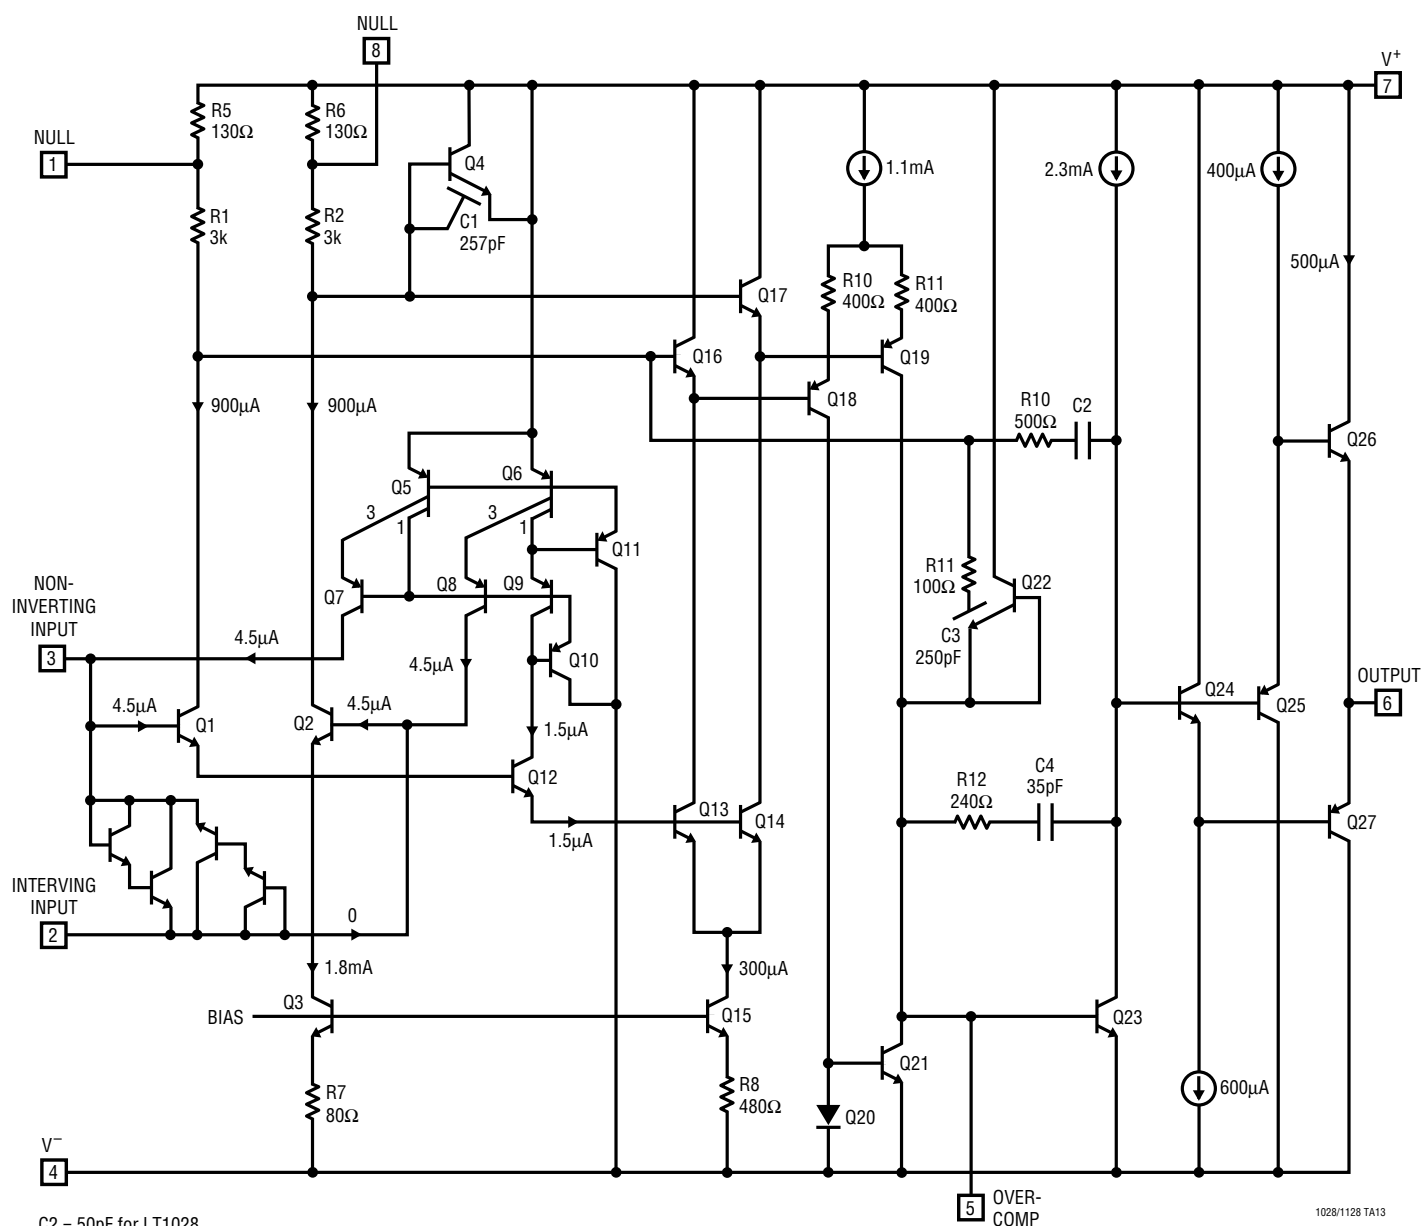 NULL
8
V+
7
R5
130Ω
R6
130Ω
NULL
1
Q4
1.1mA
2.3mA
400µA
R1
3k
R2
3k
C1
257pF
500µA
Q17
R10
400Ω
R11
400Ω
Q16
Q19
Q18
900µA
900µA
R10
500Ω
C2
Q26
Q5
Q6
3
1
3
1
Q11
NON-
INVERTING
INPUT
3
Q7
Q8
Q9
R11
100Ω
Q22
4.5µA
4.5µA
Q10
C3
250pF
OUTPUT
6
4.5µA
4.5µA
Q1
Q2
1.5µA
Q24
Q25
Q12
R12
240Ω
C4
35pF
Q13
Q14
Q27
1.5µA
INTERVING
INPUT
2
0
1.8mA
300µA
Q3
BIAS
Q15
Q23
Q21
R7
80Ω
R8
480Ω
Q20
600µA
V–
4
5
OVER-
COMP
C2 = 50pF for LT1028
1028/1128 TA13